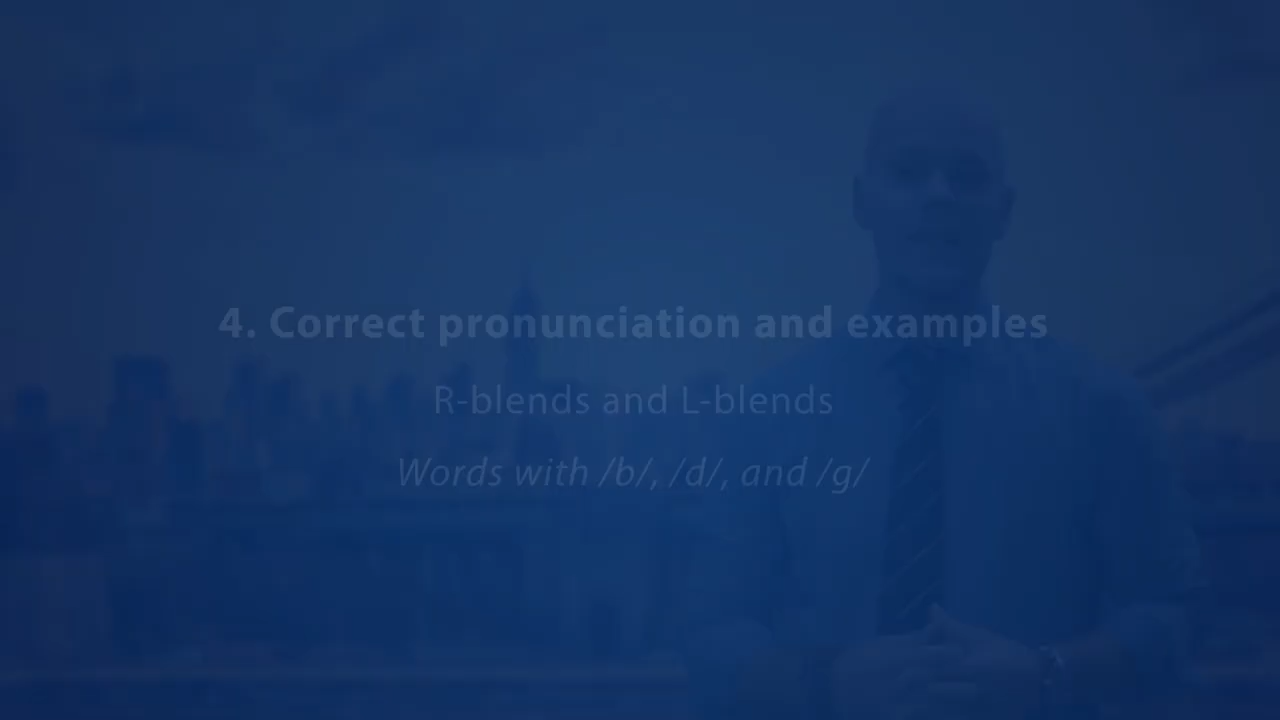 4. Correct pronunciation and examples
R-blends and L-blends
Words with /b/, /d/, and /g/